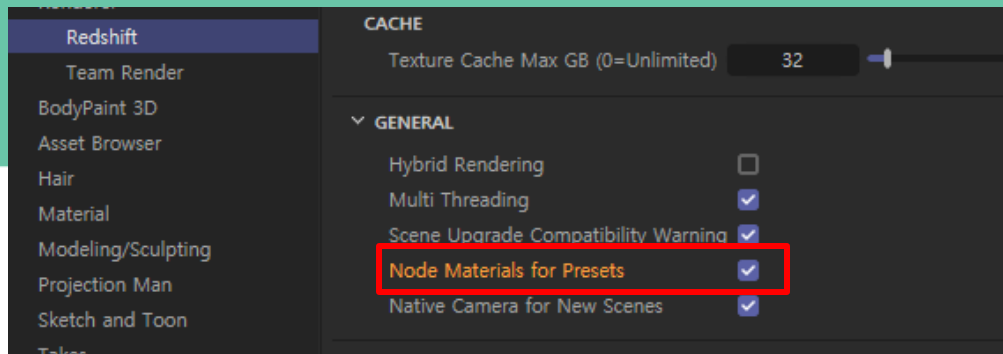 Redshift
Team Render
BodyPaint 3D
Asset Browser
Hair
Material
Modeling/Sculpting
Projection Man
Sketch and Toon
CACHE
Texture Cache Max GB (0=Unlimited) 32
GENERAL
Hybrid Rendering
Multi Threading
Scene Upgrade Compatibility Warning
Node Materials for Presets
Native Camera for New Scenes